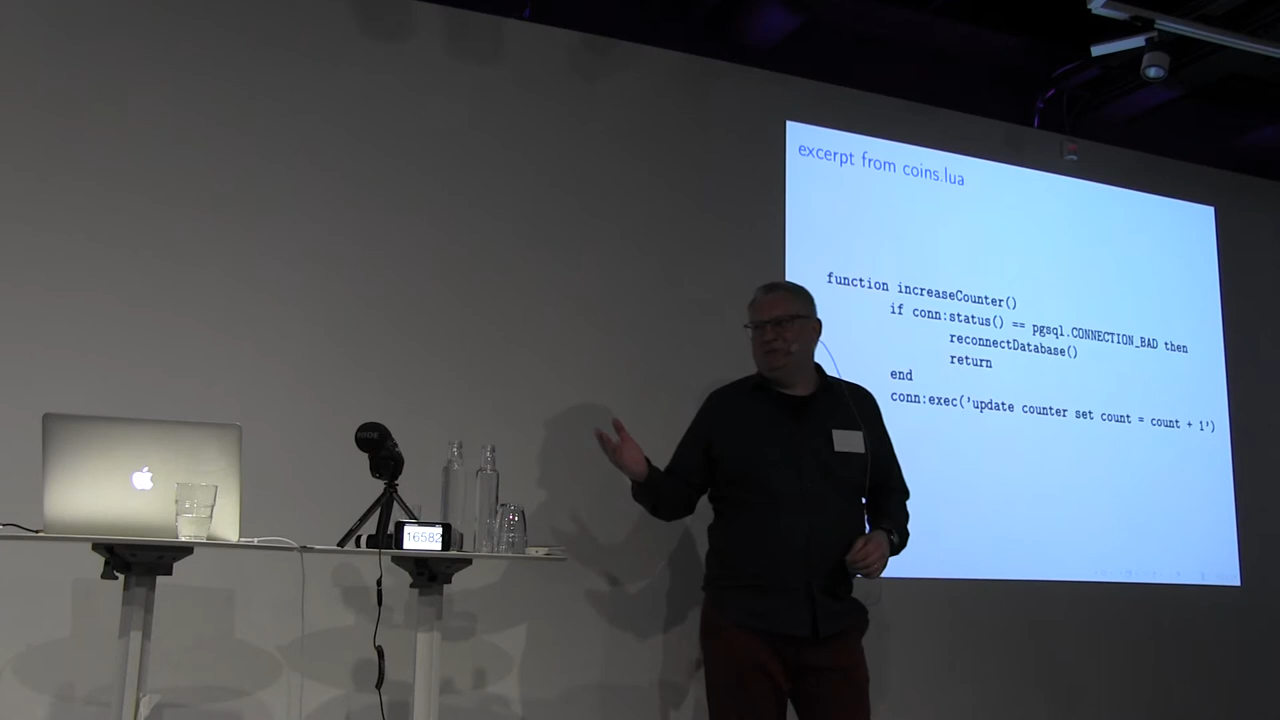 excerpt from coins.lua
function increaseCounter()
if conn:status() == pgsql.CONNECTION_BAD then
reconnectDatabase()
return
end
conn:exec('update counter set count = count + 1')
RODE
16582